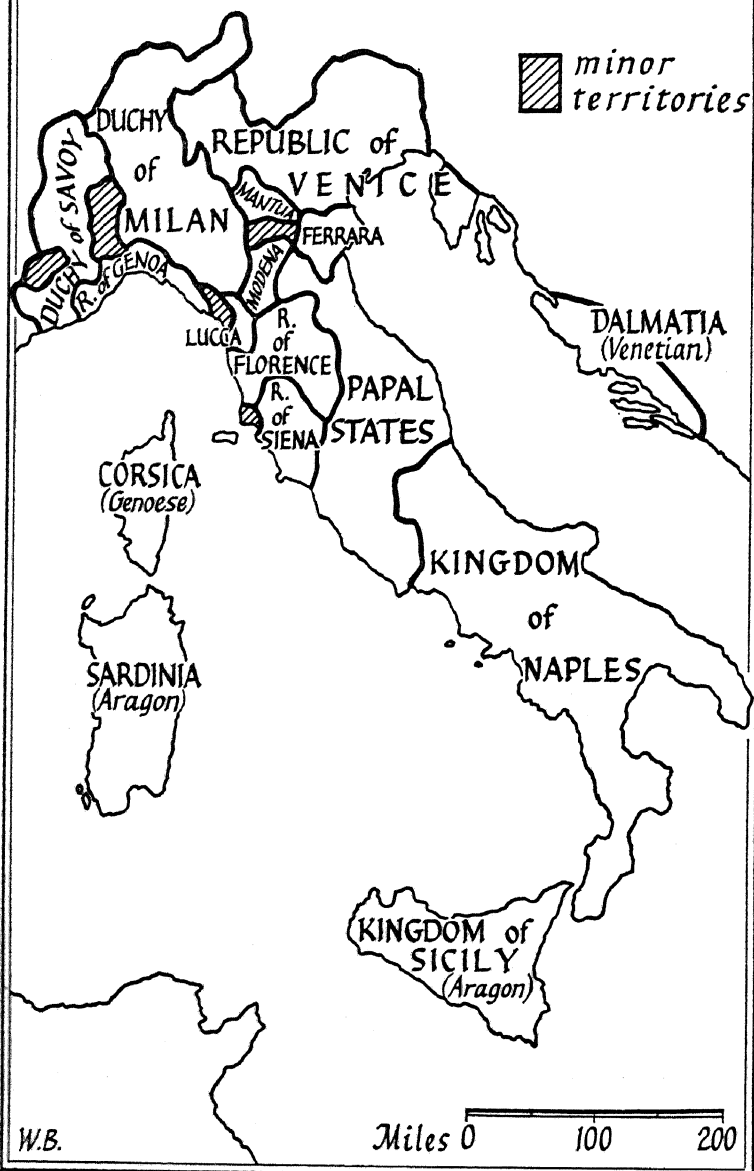 minor
territories
DUCHY
of
MILAN
REPUBLIC of
VENICE
DUCHY of SAVOY
MANTUA
FERRARA
R. of GENOA
MODENA
LUCCA
R.
of
FLORENCE
R.
of
SIENA
PAPAL
STATES
DALMATIA
(Venetian)
CORSICA
(Genoese)
KINGDOM
of
NAPLES
SARDINIA
(Aragon)
KINGDOM of
SICILY
(Aragon)
W.B.
Miles 0 100 200